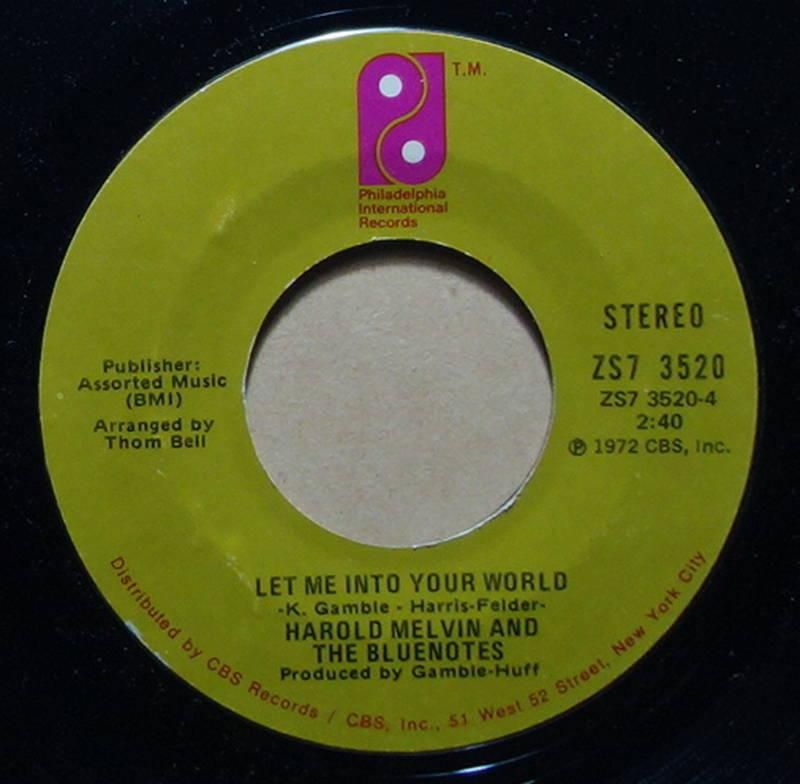 T.M.
Philadelphia
International
Records
STEREO
ZS7 3520
ZS7 3520-4
2:40
℗ 1972 CBS, Inc.
Publisher:
Assorted Music
(BMI)
Arranged by
Thom Bell
LET ME INTO YOUR WORLD
-K. Gamble - Harris-Felder-
HAROLD MELVIN AND
THE BLUENOTES
Produced by Gamble-Huff
Distributed by CBS Records / CBS, Inc., 51 West 52 Street, New York City